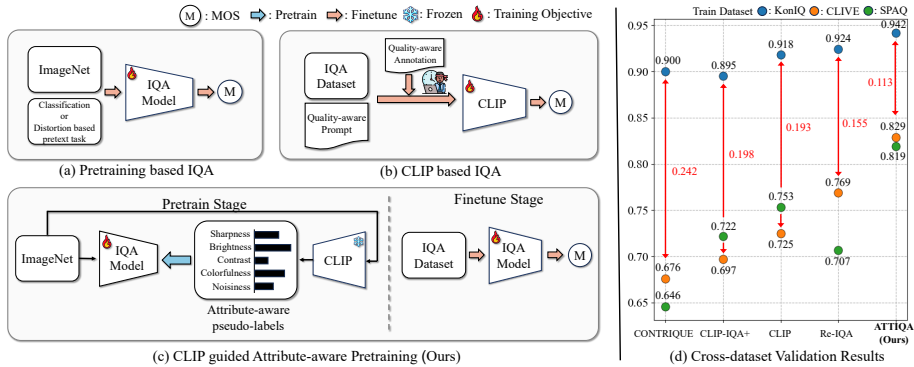 M : MOS : Pretrain : Finetune : Frozen : Training Objective
ImageNet
Classification
or
Distortion based
pretext task
IQA
Model
M
(a) Pretraining based IQA
IQA
Dataset
Quality-aware
Prompt
Quality-aware
Annotation
CLIP
M
(b) CLIP based IQA
Pretrain Stage
ImageNet
IQA
Model
Sharpness
Brightness
Contrast
Colorfulness
Noisiness
Attribute-aware
pseudo-labels
CLIP
Finetune Stage
IQA
Dataset
IQA
Model
M
(c) CLIP guided Attribute-aware Pretraining (Ours)
Train Dataset KonIQ CLIVE SPAQ
0.90
0.85
0.80
0.75
0.70
0.65
0.900
0.242
0.676
0.646
0.895
0.198
0.722
0.697
0.918
0.193
0.753
0.725
0.924
0.155
0.769
0.707
0.942
0.113
0.829
0.819
CONTRIQUE CLIP-IQA+ CLIP Re-IQA ATTIQA
(Ours)
(d) Cross-dataset Validation Results